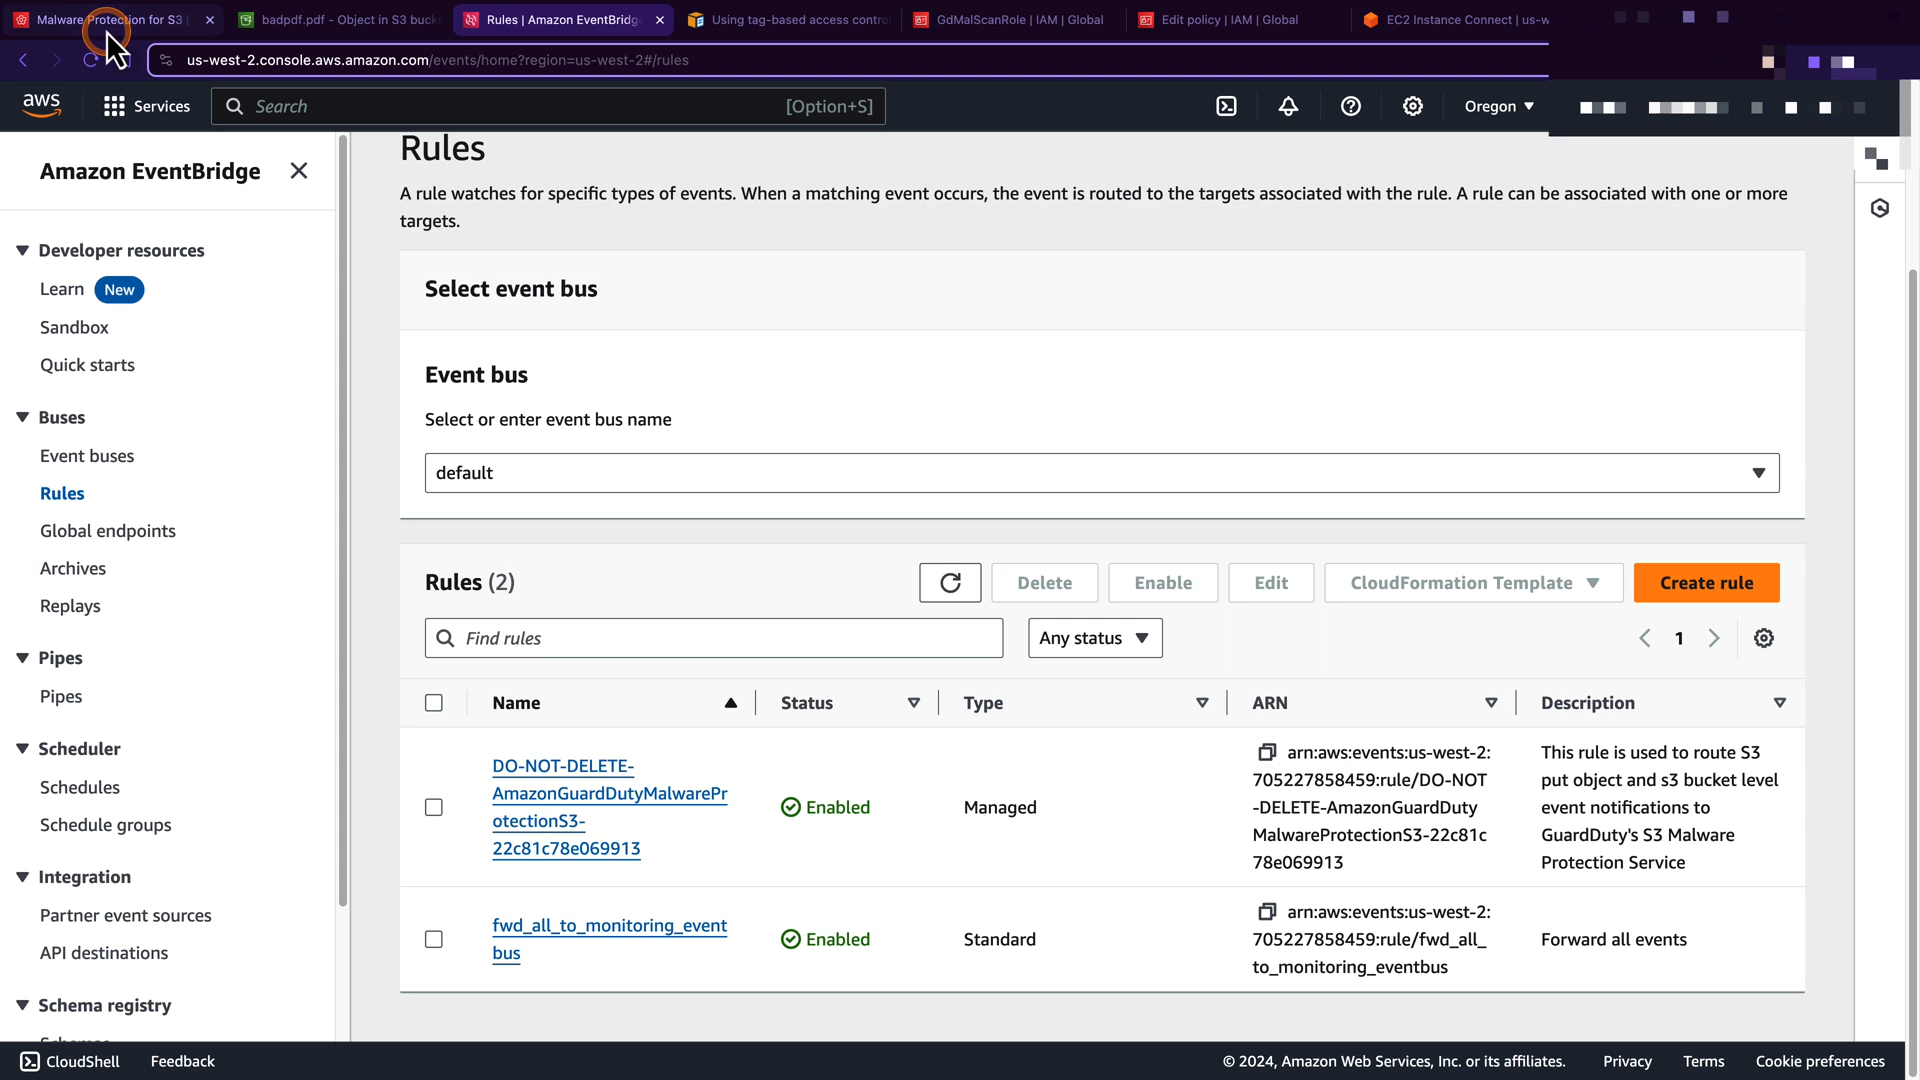 Malware Protection for S3
badpdf.pdf - Object in S3 buck
Rules | Amazon EventBridge
Using tag-based access contro
GdMalScanRole | IAM | Global
Edit policy | IAM | Global
EC2 Instance Connect | us-w
us-west-2.console.aws.amazon.com/events/home?region=us-west-2#/rules
aws
Services
Search
[Option+S]
Oregon
Amazon EventBridge
Developer resources
Learn New
Sandbox
Quick starts
Buses
Event buses
Rules
Global endpoints
Archives
Replays
Pipes
Pipes
Scheduler
Schedules
Schedule groups
Integration
Partner event sources
API destinations
Schema registry
Rules
A rule watches for specific types of events. When a matching event occurs, the event is routed to the targets associated with the rule. A rule can be associated with one or more
targets.
Select event bus
Event bus
Select or enter event bus name
default
Rules (2)
Delete
Enable
Edit
CloudFormation Template
Create rule
Find rules
Any status
1
Name
Status
Type
ARN
Description
DO-NOT-DELETE-
AmazonGuardDutyMalwarePr
otectionS3-
22c81c78e069913
Enabled
Managed
arn:aws:events:us-west-2:
705227858459:rule/DO-NOT
-DELETE-AmazonGuardDuty
MalwareProtectionS3-22c81c
78e069913
This rule is used to route S3
put object and s3 bucket level
event notifications to
GuardDuty's S3 Malware
Protection Service
fwd_all_to_monitoring_event
bus
Enabled
Standard
arn:aws:events:us-west-2:
705227858459:rule/fwd_all_
to_monitoring_eventbus
Forward all events
CloudShell
Feedback
© 2024, Amazon Web Services, Inc. or its affiliates.
Privacy
Terms
Cookie preferences